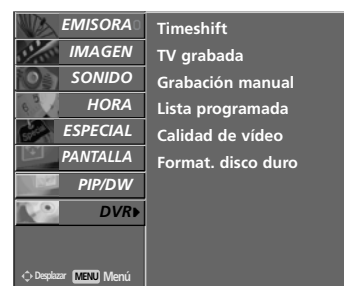 EMISORA
IMAGEN
SONIDO
HORA
ESPECIAL
PANTALLA
PIP/DW
DVR
Desplazar MENU Menú
Timeshift
TV grabada
Grabación manual
Lista programada
Calidad de vídeo
Format. disco duro